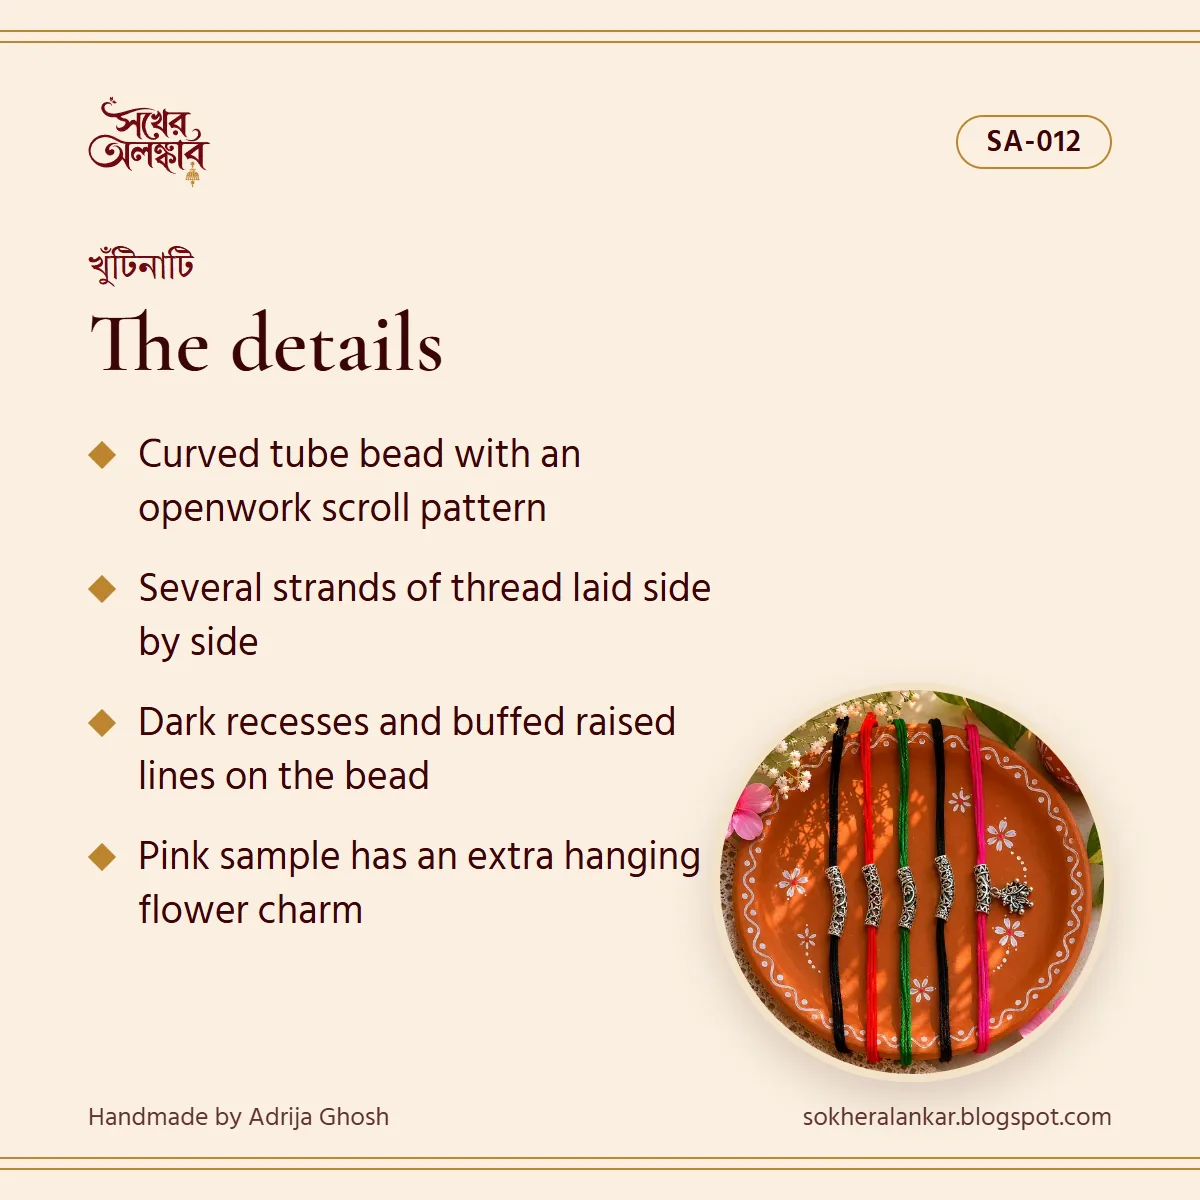 সখের
অলঙ্কার
SA-012
খুঁটিনাটি
The details
Curved tube bead with an
openwork scroll pattern
Several strands of thread laid side
by side
Dark recesses and buffed raised
lines on the bead
Pink sample has an extra hanging
flower charm
Handmade by Adrija Ghosh
sokheralankar.blogspot.com